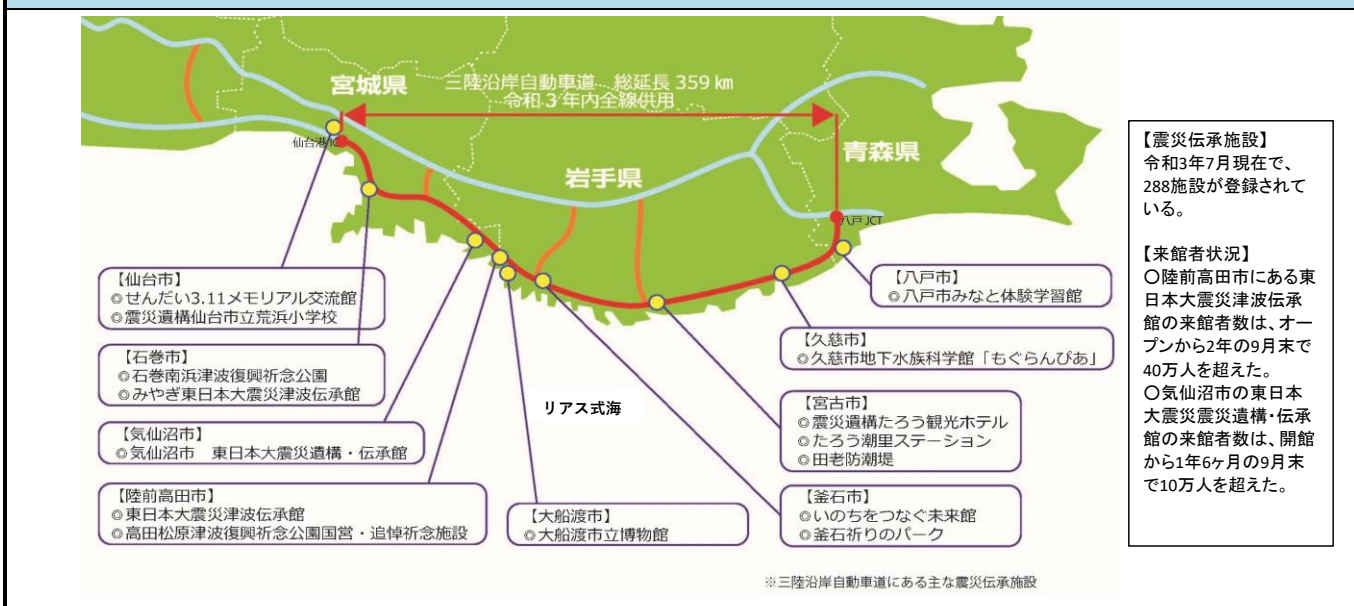 宮城県
三陸沿岸自動車道 総延長 359 km
令和 3 年内全線供用
青森県
岩手県
仙台港IC
八戸 JCT
【仙台市】
◎せんだい3.11メモリアル交流館
◎震災遺構仙台市立荒浜小学校
【石巻市】
◎石巻南浜津波復興祈念公園
◎みやぎ東日本大震災津波伝承館
【気仙沼市】
◎気仙沼市 東日本大震災遺構・伝承館
【陸前高田市】
◎東日本大震災津波伝承館
◎高田松原津波復興祈念公園国営・追悼祈念施設
リアス式海
【大船渡市】
◎大船渡市立博物館
【八戸市】
◎八戸市みなと体験学習館
【久慈市】
◎久慈市地下水族科学館「もぐらんぴあ」
【宮古市】
◎震災遺構たろう観光ホテル
◎たろう潮里ステーション
◎田老防潮堤
【釜石市】
◎いのちをつなぐ未来館
◎釜石祈りのパーク
※三陸沿岸自動車道にある主な震災伝承施設
【震災伝承施設】
令和3年7月現在で、
288施設が登録されて
いる。
【来館者状況】
〇陸前高田市にある東
日本大震災津波伝承
館の来館者数は、オー
プンから2年の9月末で
40万人を超えた。
〇気仙沼市の東日本
大震災震災遺構・伝承
館の来館者数は、開館
から1年6ヶ月の9月末
で10万人を超えた。